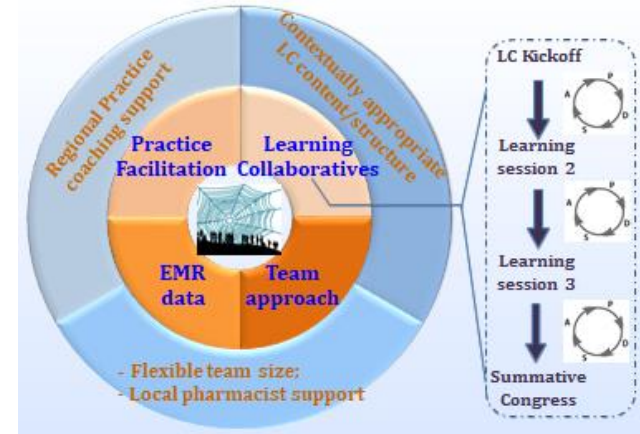 Regional Practice
coaching support
Contextually appropriate
LC content/structure
Practice
Facilitation
Learning
Collaboratives
EMR
data
Team
approach
- Flexible team size;
- Local pharmacist support
LC Kickoff
A P D S
Learning
session 2
A P D S
Learning
session 3
A P D S
Summative
Congress